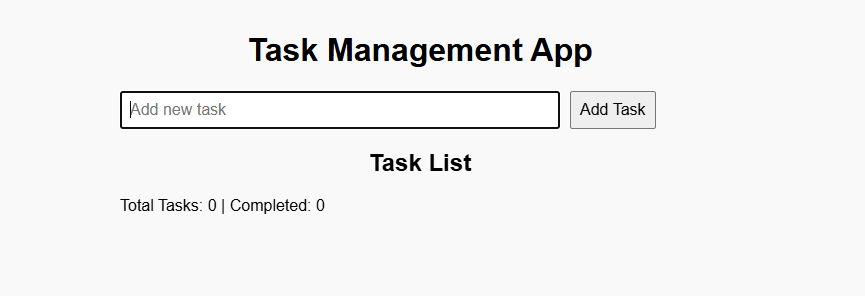 Task Management App
Add new task Add Task
Task List
Total Tasks: 0 | Completed: 0